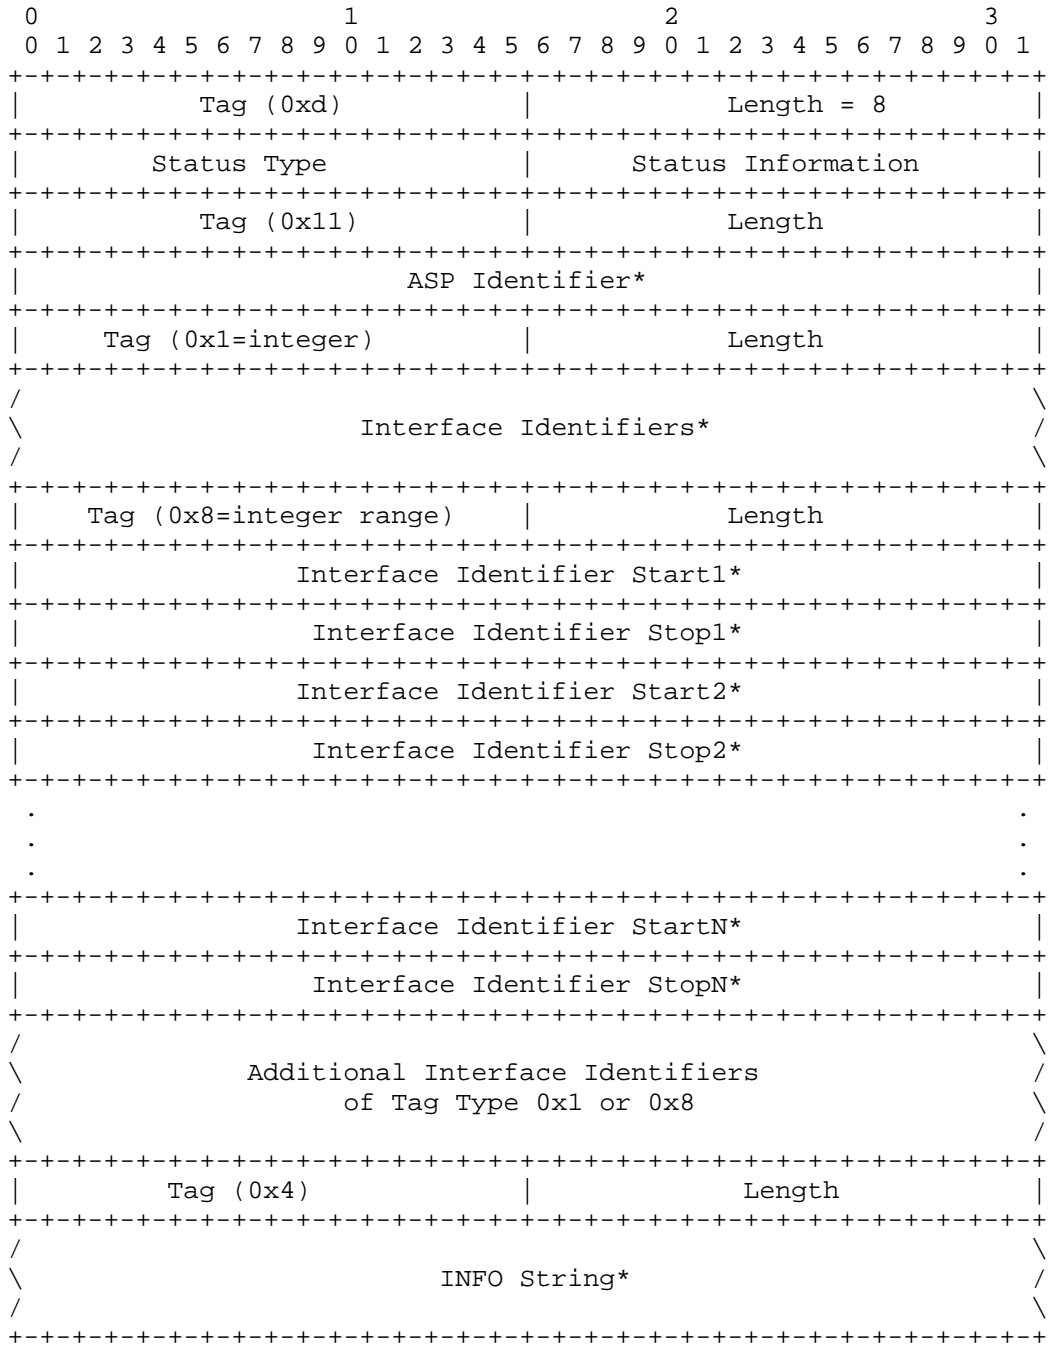 0                   1                   2                   3
 0 1 2 3 4 5 6 7 8 9 0 1 2 3 4 5 6 7 8 9 0 1 2 3 4 5 6 7 8 9 0 1
+-+-+-+-+-+-+-+-+-+-+-+-+-+-+-+-+-+-+-+-+-+-+-+-+-+-+-+-+-+-+-+-+
|           Tag (0xd)           |            Length = 8         |
+-+-+-+-+-+-+-+-+-+-+-+-+-+-+-+-+-+-+-+-+-+-+-+-+-+-+-+-+-+-+-+-+
|        Status Type            |      Status Information       |
+-+-+-+-+-+-+-+-+-+-+-+-+-+-+-+-+-+-+-+-+-+-+-+-+-+-+-+-+-+-+-+-+
|           Tag (0x11)          |            Length             |
+-+-+-+-+-+-+-+-+-+-+-+-+-+-+-+-+-+-+-+-+-+-+-+-+-+-+-+-+-+-+-+-+
|                        ASP Identifier*                        |
+-+-+-+-+-+-+-+-+-+-+-+-+-+-+-+-+-+-+-+-+-+-+-+-+-+-+-+-+-+-+-+-+
|     Tag (0x1=integer)         |            Length             |
+-+-+-+-+-+-+-+-+-+-+-+-+-+-+-+-+-+-+-+-+-+-+-+-+-+-+-+-+-+-+-+-+
/                                                               \
\                     Interface Identifiers*                    /
/                                                               \
+-+-+-+-+-+-+-+-+-+-+-+-+-+-+-+-+-+-+-+-+-+-+-+-+-+-+-+-+-+-+-+-+
|    Tag (0x8=integer range)    |            Length             |
+-+-+-+-+-+-+-+-+-+-+-+-+-+-+-+-+-+-+-+-+-+-+-+-+-+-+-+-+-+-+-+-+
|                 Interface Identifier Start1*                  |
+-+-+-+-+-+-+-+-+-+-+-+-+-+-+-+-+-+-+-+-+-+-+-+-+-+-+-+-+-+-+-+-+
|                  Interface Identifier Stop1*                  |
+-+-+-+-+-+-+-+-+-+-+-+-+-+-+-+-+-+-+-+-+-+-+-+-+-+-+-+-+-+-+-+-+
|                 Interface Identifier Start2*                  |
+-+-+-+-+-+-+-+-+-+-+-+-+-+-+-+-+-+-+-+-+-+-+-+-+-+-+-+-+-+-+-+-+
|                  Interface Identifier Stop2*                  |
+-+-+-+-+-+-+-+-+-+-+-+-+-+-+-+-+-+-+-+-+-+-+-+-+-+-+-+-+-+-+-+-+
 .                                                             .
 .                                                             .
 .                                                             .
+-+-+-+-+-+-+-+-+-+-+-+-+-+-+-+-+-+-+-+-+-+-+-+-+-+-+-+-+-+-+-+-+
|                 Interface Identifier StartN*                  |
+-+-+-+-+-+-+-+-+-+-+-+-+-+-+-+-+-+-+-+-+-+-+-+-+-+-+-+-+-+-+-+-+
|                  Interface Identifier StopN*                  |
+-+-+-+-+-+-+-+-+-+-+-+-+-+-+-+-+-+-+-+-+-+-+-+-+-+-+-+-+-+-+-+-+
/                                                               \
\              Additional Interface Identifiers                 /
/                    of Tag Type 0x1 or 0x8                     \
\                                                               /
+-+-+-+-+-+-+-+-+-+-+-+-+-+-+-+-+-+-+-+-+-+-+-+-+-+-+-+-+-+-+-+-+
|         Tag (0x4)             |             Length            |
+-+-+-+-+-+-+-+-+-+-+-+-+-+-+-+-+-+-+-+-+-+-+-+-+-+-+-+-+-+-+-+-+
/                                                               \
\                          INFO String*                         /
/                                                               \
+-+-+-+-+-+-+-+-+-+-+-+-+-+-+-+-+-+-+-+-+-+-+-+-+-+-+-+-+-+-+-+-+